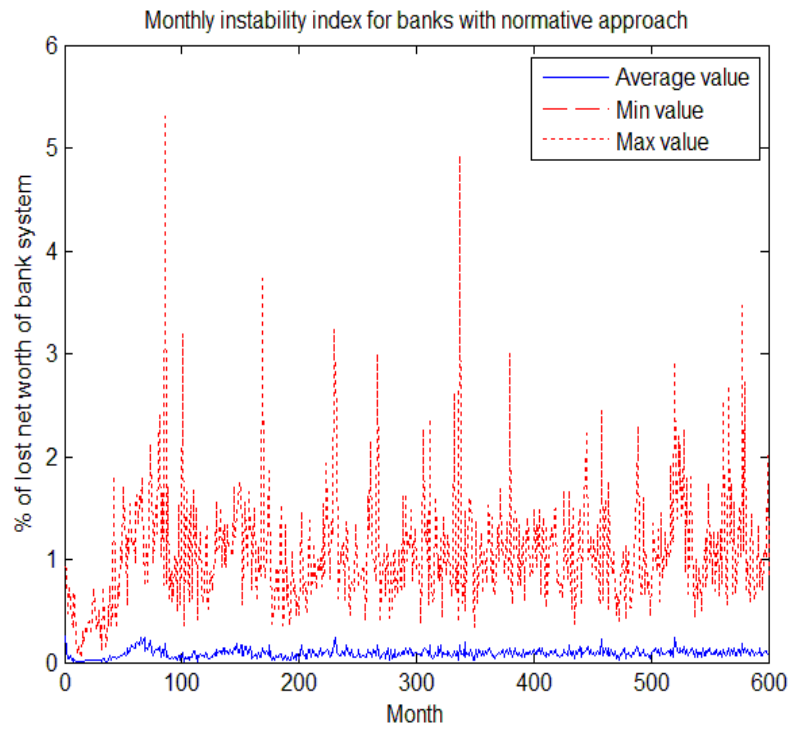 Monthly instability index for banks with normative approach
6
5
4
3
2
1
0
% of lost net worth of bank system
Average value
Min value
Max value
0
100
200
300
400
500
600
Month